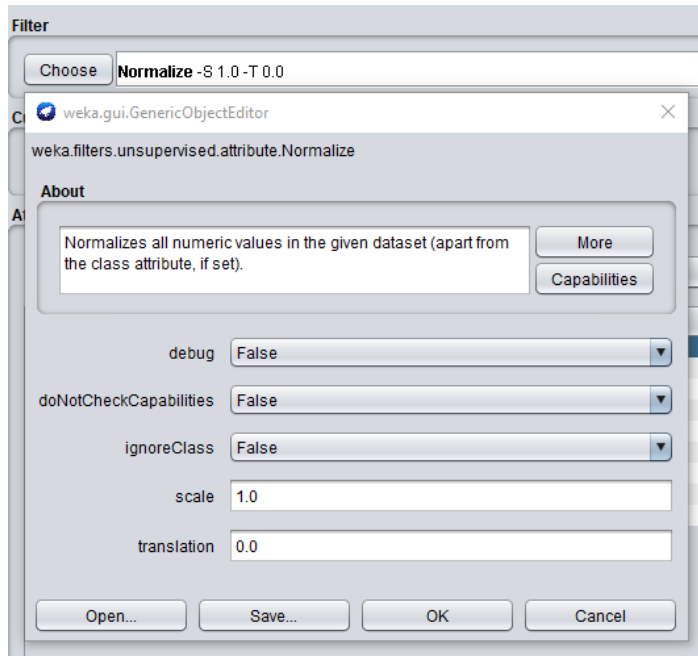 Filter
Choose Normalize -S 1.0 -T 0.0
weka.gui.GenericObjectEditor
weka.filters.unsupervised.attribute.Normalize
About
Normalizes all numeric values in the given dataset (apart from
the class attribute, if set).
More
Capabilities
debug False
doNotCheckCapabilities False
ignoreClass False
scale 1.0
translation 0.0
Open... Save... OK Cancel